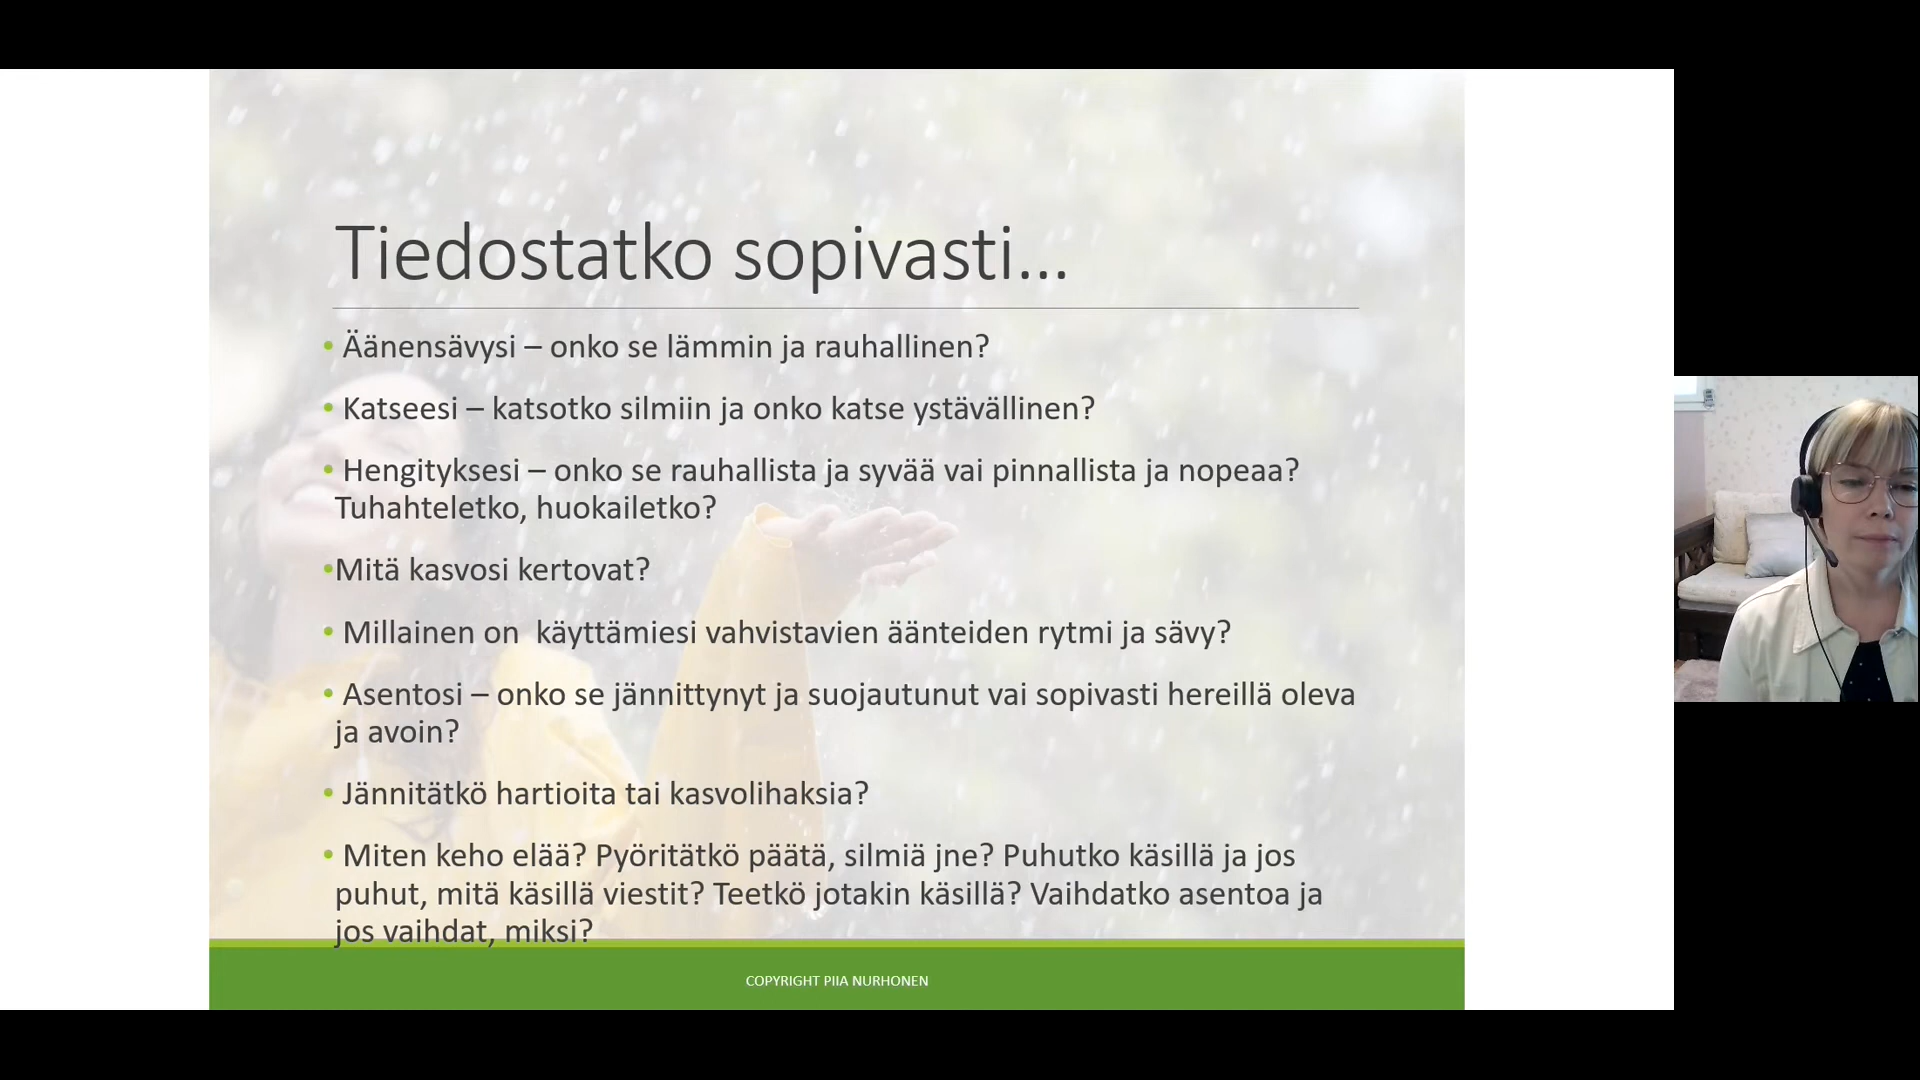 Tiedostatko sopivasti...
• Äänensävysi – onko se lämmin ja rauhallinen?
• Katseesi – katsotko silmiin ja onko katse ystävällinen?
• Hengityksesi – onko se rauhallista ja syvää vai pinnallista ja nopeaa?
Tuhahteletko, huokailetko?
•Mitä kasvosi kertovat?
• Millainen on  käyttämiesi vahvistavien äänteiden rytmi ja sävy?
• Asentosi – onko se jännittynyt ja suojautunut vai sopivasti hereillä oleva
ja avoin?
• Jännitätkö hartioita tai kasvolihaksia?
• Miten keho elää? Pyöritätkö päätä, silmiä jne? Puhutko käsillä ja jos
puhut, mitä käsillä viestit? Teetkö jotakin käsillä? Vaihdatko asentoa ja
jos vaihdat, miksi?
COPYRIGHT PIIA NURHONEN